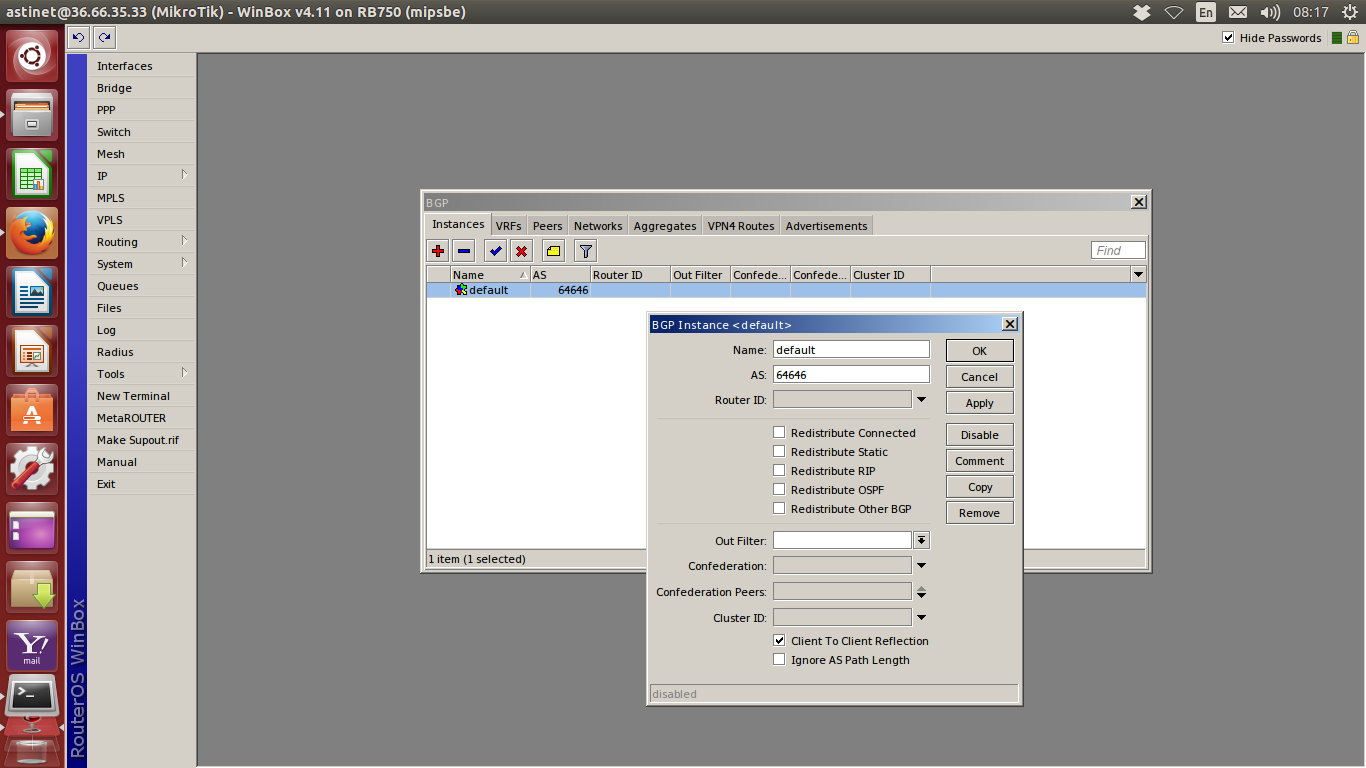 astinet@36.66.35.33 (MikroTik) - WinBox v4.11 on RB750 (mipsbe) En 08:17
Hide Passwords
Interfaces
Bridge
PPP
Switch
Mesh
IP
MPLS
VPLS
Routing
System
Queues
Files
Log
Radius
Tools
New Terminal
MetaROUTER
Make Supout.rif
Manual
Exit
RouterOS WinBox
Y!
mail
A
>_
BGP
Instances VRFs Peers Networks Aggregates VPN4 Routes Advertisements
Find
Name AS Router ID Out Filter Confede... Confede... Cluster ID
default 64646
1 item (1 selected)
BGP Instance <default>
Name: default
AS: 64646
Router ID:
Redistribute Connected
Redistribute Static
Redistribute RIP
Redistribute OSPF
Redistribute Other BGP
Out Filter:
Confederation:
Confederation Peers:
Cluster ID:
Client To Client Reflection
Ignore AS Path Length
disabled
OK
Cancel
Apply
Disable
Comment
Copy
Remove